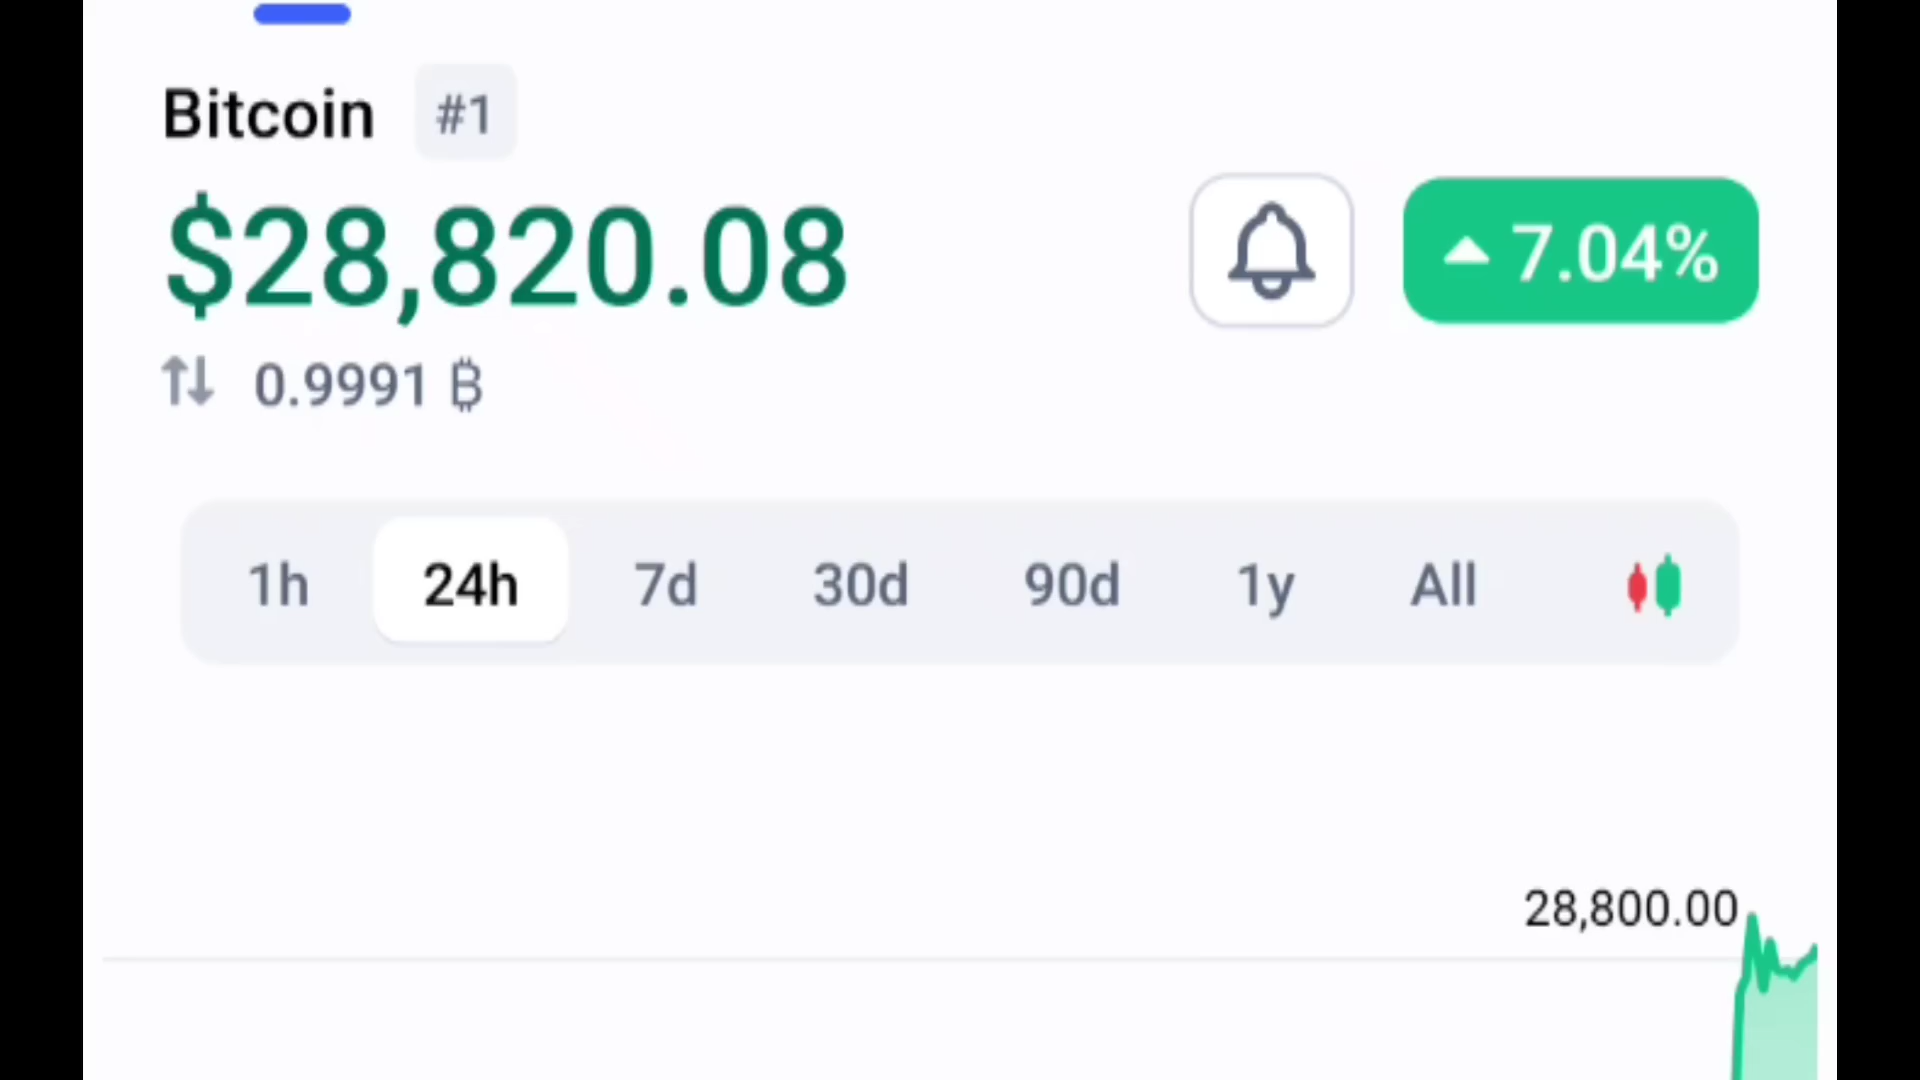 Bitcoin #1
$28,820.08
7.04%
0.9991 ₿
1h 24h 7d 30d 90d 1y All
28,800.00